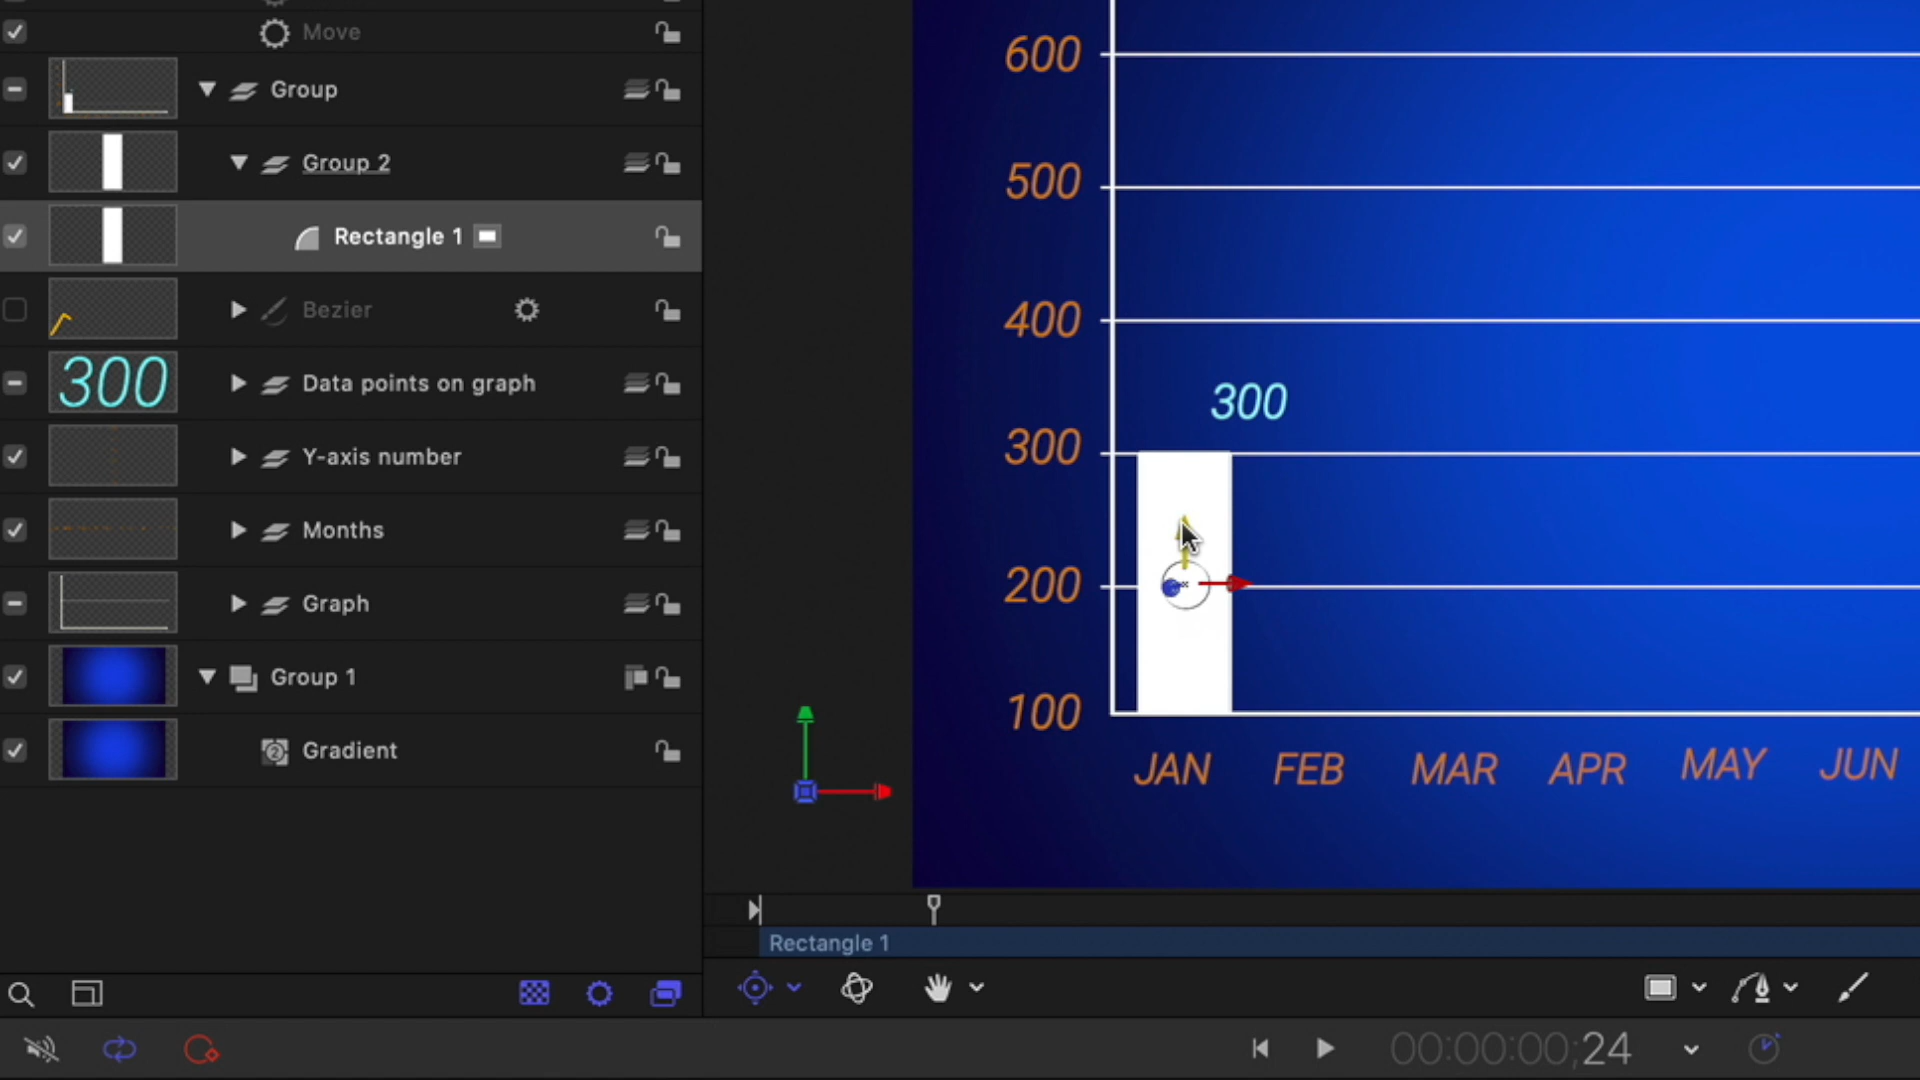 Move
Group
Group 2
Rectangle 1
Bezier
300
Data points on graph
Y-axis number
Months
Graph
Group 1
Gradient
600
500
400
300
300
200
100
JAN FEB MAR APR MAY JUN
Rectangle 1
00:00:00;24